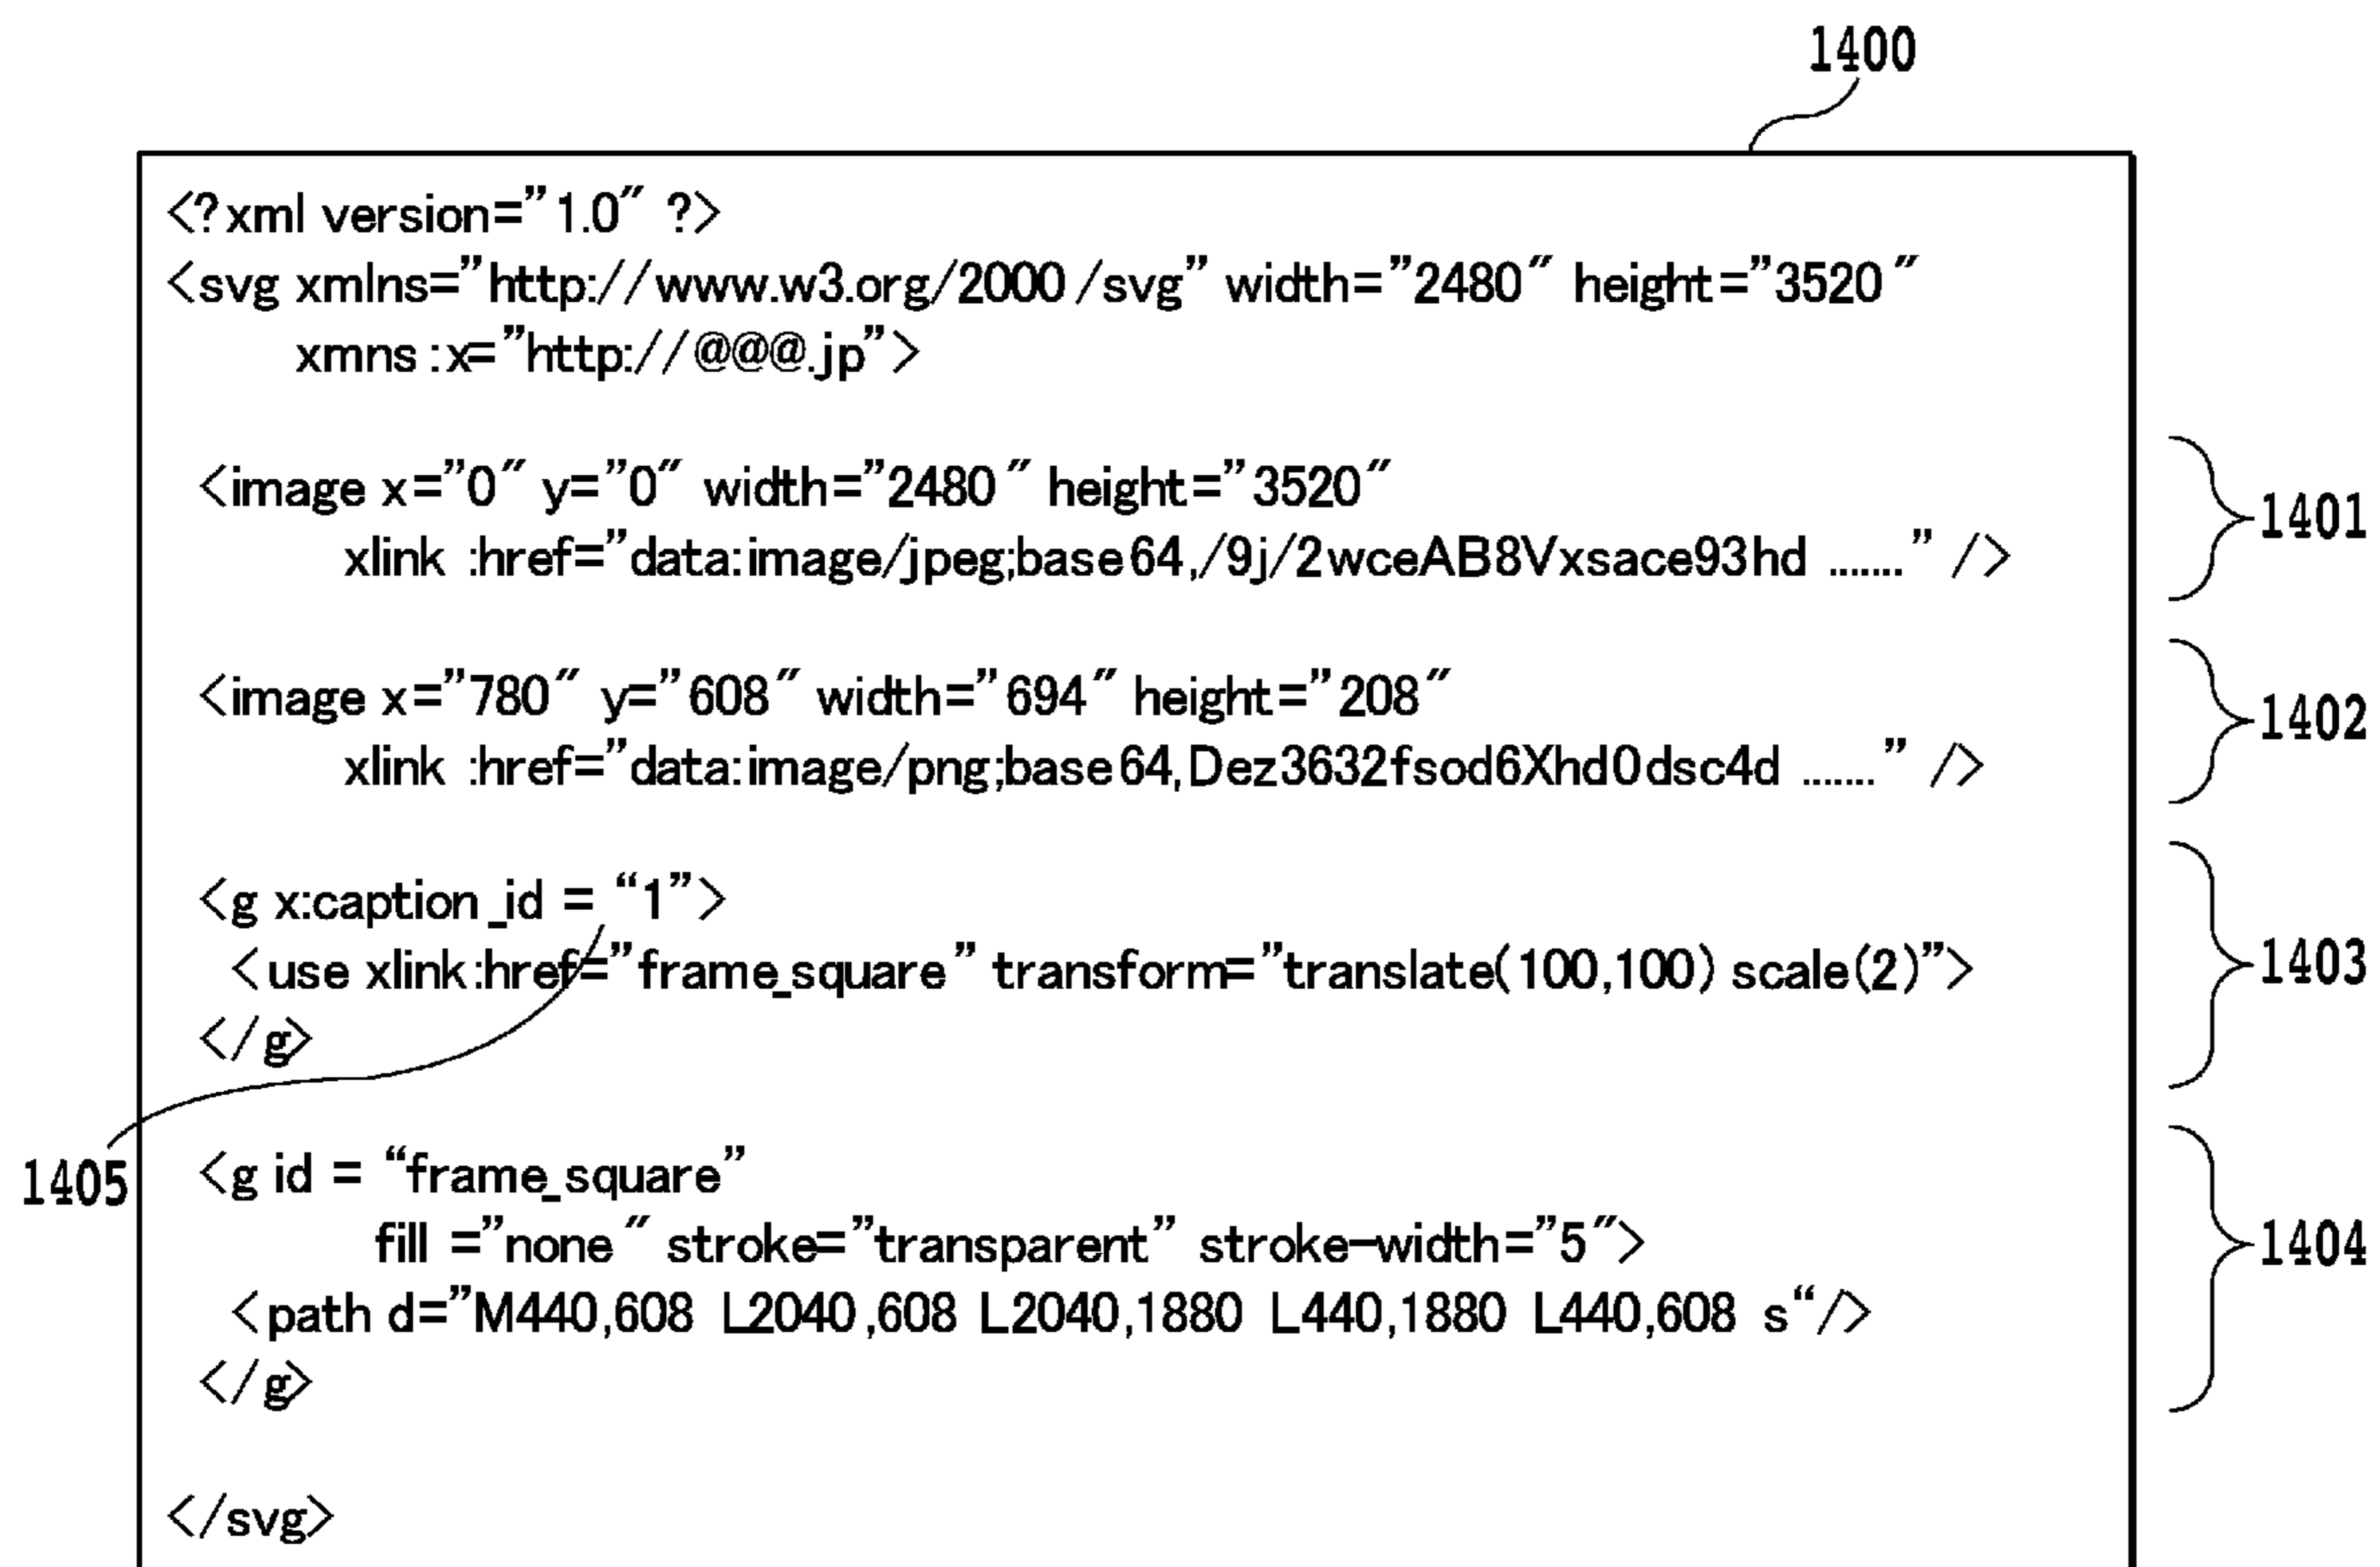 1400
<?xml version="1.0" ?>
<svg xmlns="http://www.w3.org/2000/svg" width="2480" height="3520"
xmns:x="http://@@@.jp">
<image x="0" y="0" width="2480" height="3520"
xlink:href="data:image/jpeg;base64,/9j/2wceAB8Vxsace93hd ......." />
1401
<image x="780" y="608" width="694" height="208"
xlink:href="data:image/png;base64,Dez3632fsod6Xhd0dsc4d ......." />
1402
<g x:caption_id = “1”>
<use xlink:href="frame_square" transform="translate(100,100) scale(2)">
</g>
1403
1405
<g id = “frame_square”
fill="none" stroke="transparent" stroke-width="5">
<path d="M440,608 L2040,608 L2040,1880 L440,1880 L440,608 s“/>
</g>
1404
</svg>